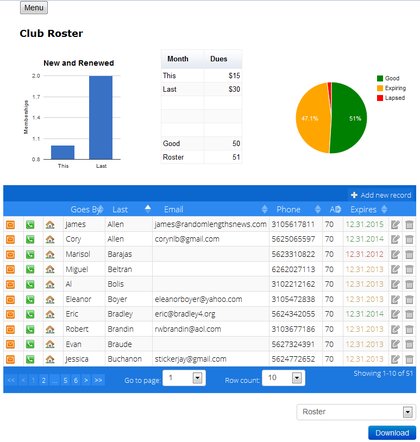 Menu
Club Roster
New and Renewed
Memberships
2.0
1.6
1.4
1.2
0.8
This
Last
Month Dues
This $15
Last $30
Good 50
Roster 51
Good
Expiring
Lapsed
47.1%
51%
Add new record
Goes By Last Email Phone Expires
James Allen james@randomlengthsnews.com 3105617811 70 12.31.2015
Cory Allen corynlb@gmail.com 5625065597 70 12.31.2014
Marisol Barajas 5623310822 70 12.31.2012
Miguel Beltran 6262027113 70 12.31.2013
Al Bolis 3102212162 70 12.31.2013
Eleanor Boyer eleanorboyer@yahoo.com 3105472838 70 12.31.2013
Eric Bradley eric@bradley4.org 5624342055 70 12.31.2014
Robert Brandin rwbrandin@aol.com 3103677186 70 12.31.2013
Evan Braude 5627324391 70 12.31.2013
Jessica Buchanon stickerjay@gmail.com 5624772652 70 12.31.2013
<< < 1 2 ... 5 6 > >> Go to page: 1 Row count: 10 Showing 1-10 of 51
Roster
Download